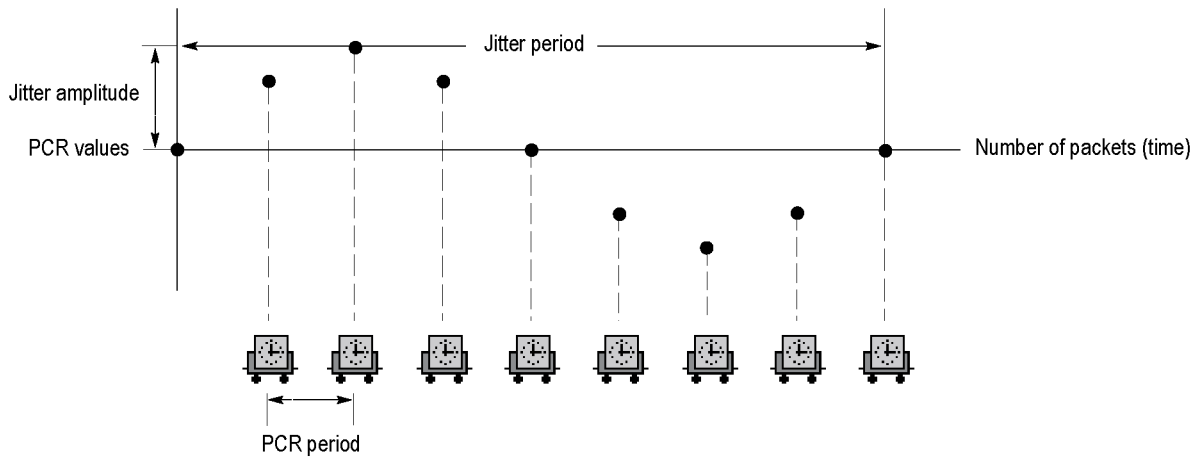 Jitter period
Jitter amplitude
PCR values
Number of packets (time)
PCR period